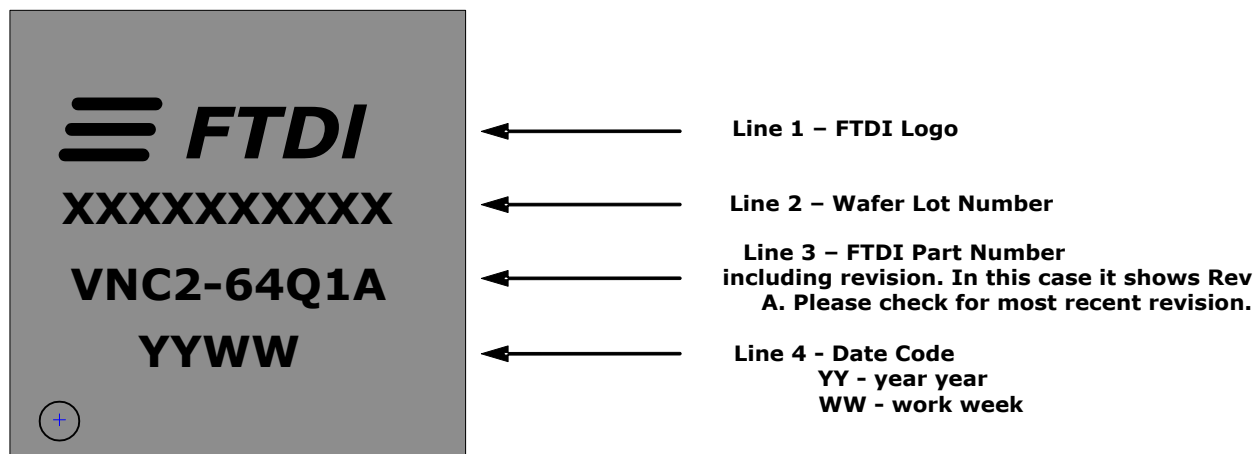 FTDI
XXXXXXXXXX
VNC2-64Q1A
YYWW
Line 1 – FTDI Logo
Line 2 – Wafer Lot Number
Line 3 – FTDI Part Number
including revision. In this case it shows Rev
A. Please check for most recent revision.
Line 4 - Date Code
YY - year year
WW - work week